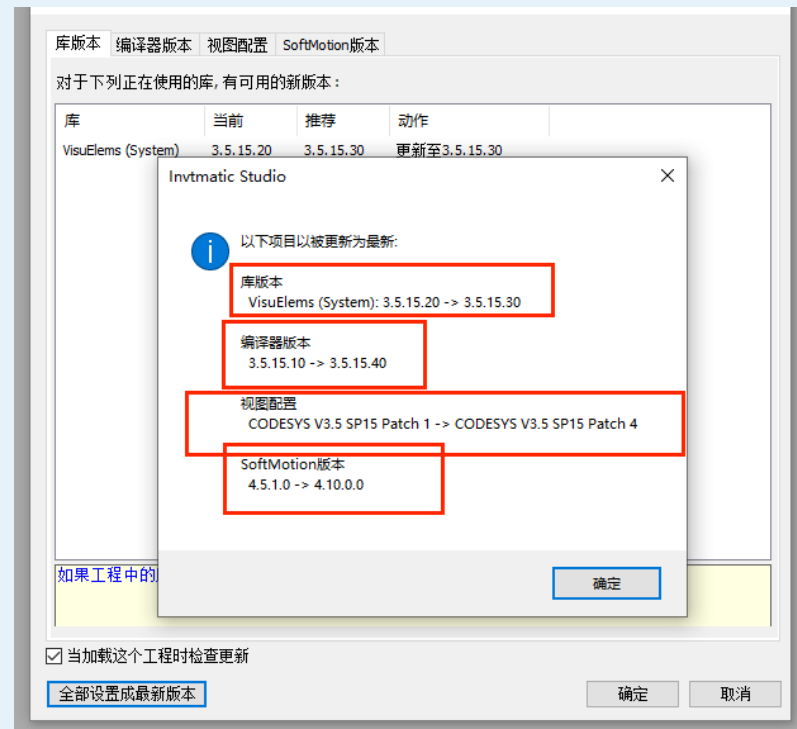 库版本 编译器版本 视图配置 SoftMotion版本
对于下列正在使用的库,有可用的新版本:
库 当前 推荐 动作
VisuElems (System) 3.5.15.20 3.5.15.30 更新至3.5.15.30
Invtmatic Studio
以下项目以被更新为最新:
库版本
VisuElems (System): 3.5.15.20 -> 3.5.15.30
编译器版本
3.5.15.10 -> 3.5.15.40
视图配置
CODESYS V3.5 SP15 Patch 1 -> CODESYS V3.5 SP15 Patch 4
SoftMotion版本
4.5.1.0 -> 4.10.0.0
确定
如果工程中的
当加载这个工程时检查更新
全部设置成最新版本 确定 取消